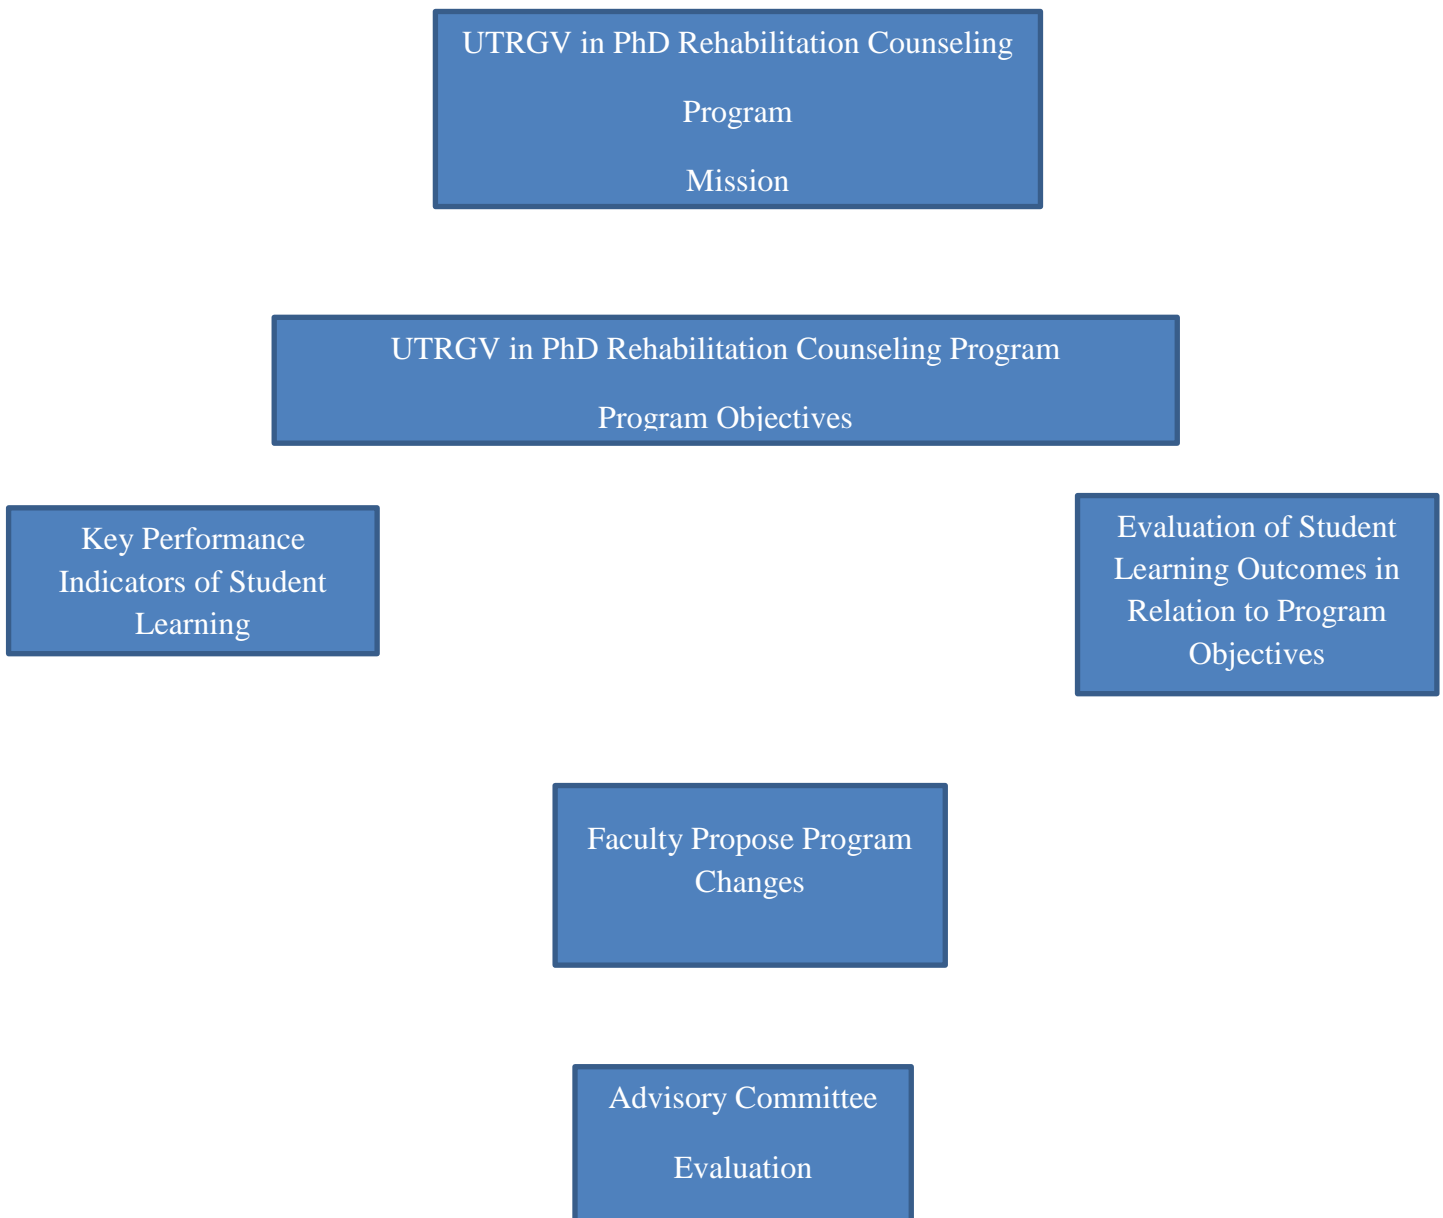 UTRGV in PhD Rehabilitation Counseling
Program
Mission
UTRGV in PhD Rehabilitation Counseling Program
Program Objectives
Key Performance
Indicators of Student
Learning
Evaluation of Student
Learning Outcomes in
Relation to Program
Objectives
Faculty Propose Program
Changes
Advisory Committee
Evaluation